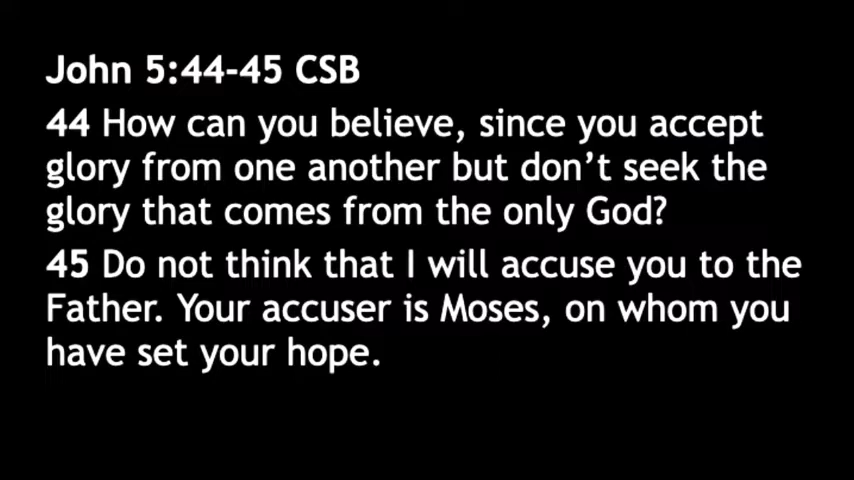 John 5:44-45 CSB
44 How can you believe, since you accept
glory from one another but don’t seek the
glory that comes from the only God?
45 Do not think that I will accuse you to the
Father. Your accuser is Moses, on whom you
have set your hope.